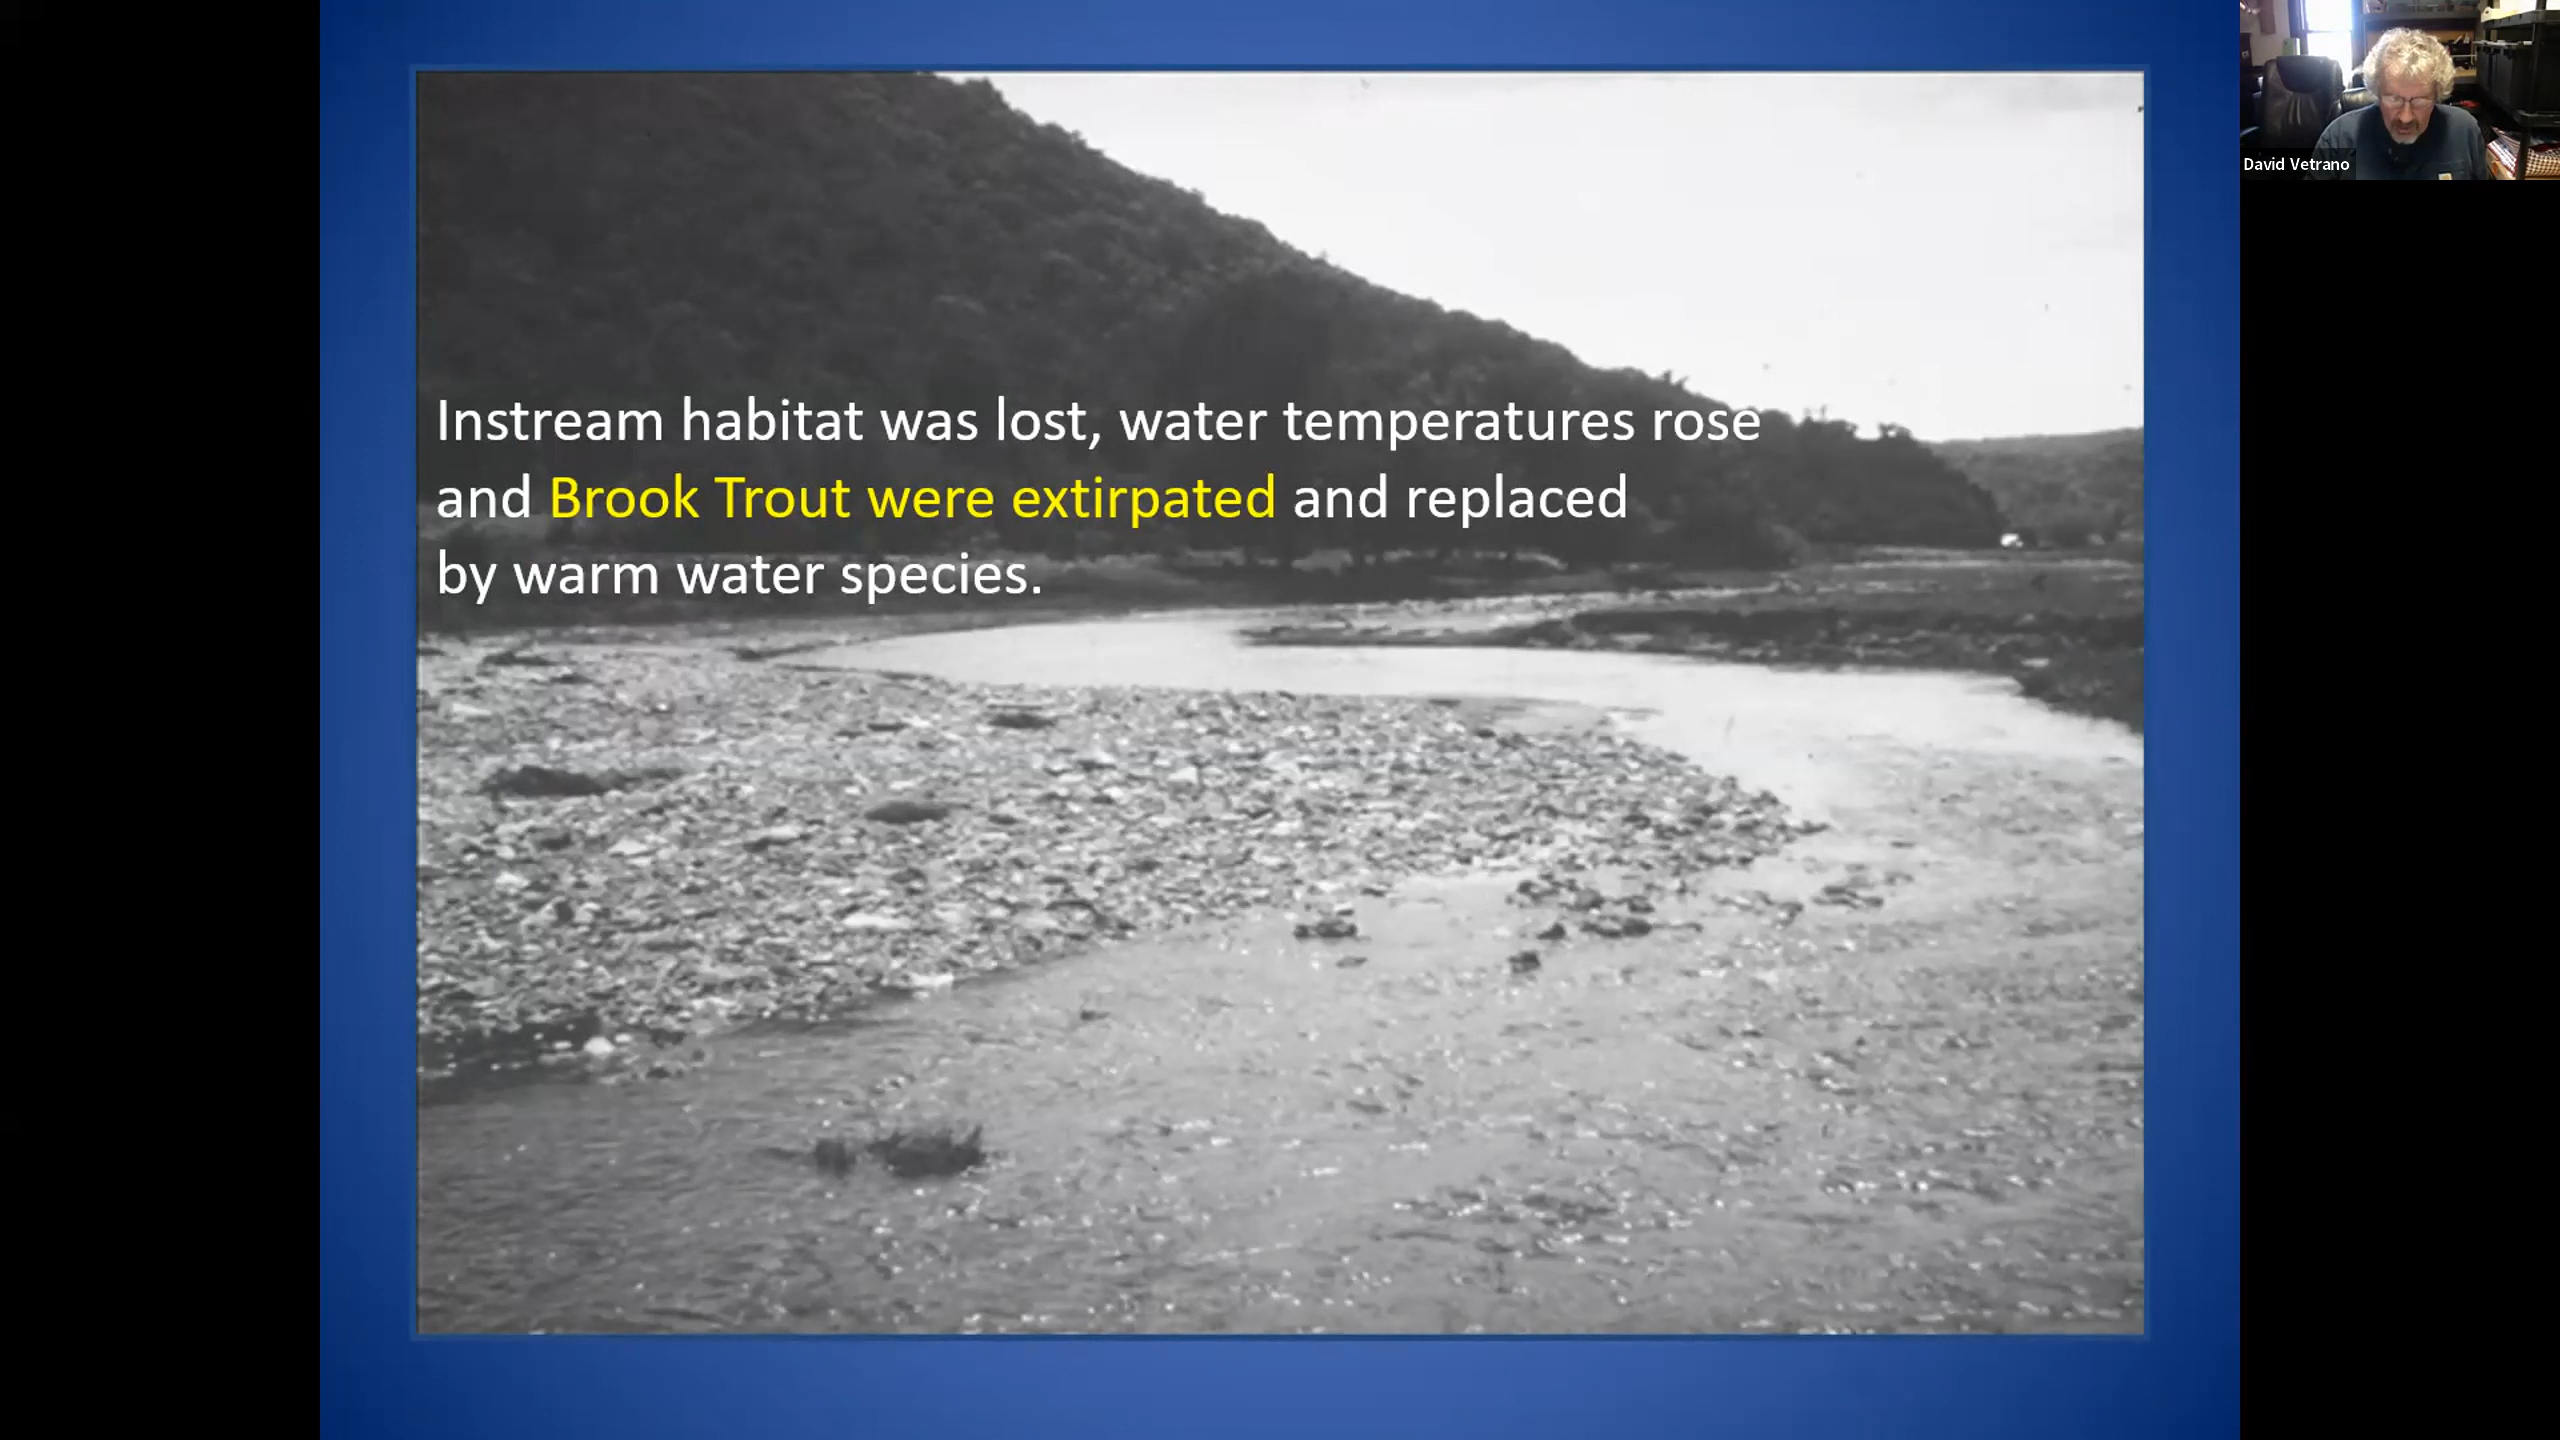 Instream habitat was lost, water temperatures rose
and Brook Trout were extirpated and replaced
by warm water species.
David Vetrano